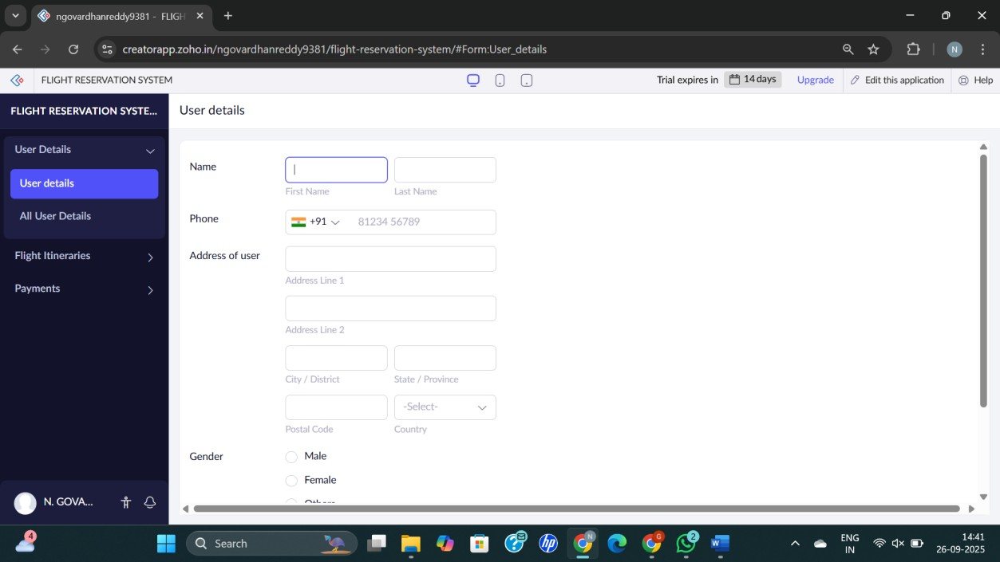 ngovardhanreddy9381 - FLIGH
creatorapp.zoho.in/ngovardhanreddy9381/flight-reservation-system/#Form:User_details
N
FLIGHT RESERVATION SYSTEM
Trial expires in 14 days Upgrade Edit this application Help
FLIGHT RESERVATION SYSTE...
User details
User Details
User details
All User Details
Flight Itineraries
Payments
N. GOVA...
Name
First Name Last Name
Phone +91 81234 56789
Address of user
Address Line 1
Address Line 2
City / District State / Province
-Select-
Postal Code Country
Gender Male
Female
Others
4
Search
hp
N
G
2
W
ENG
IN
14:41
26-09-2025